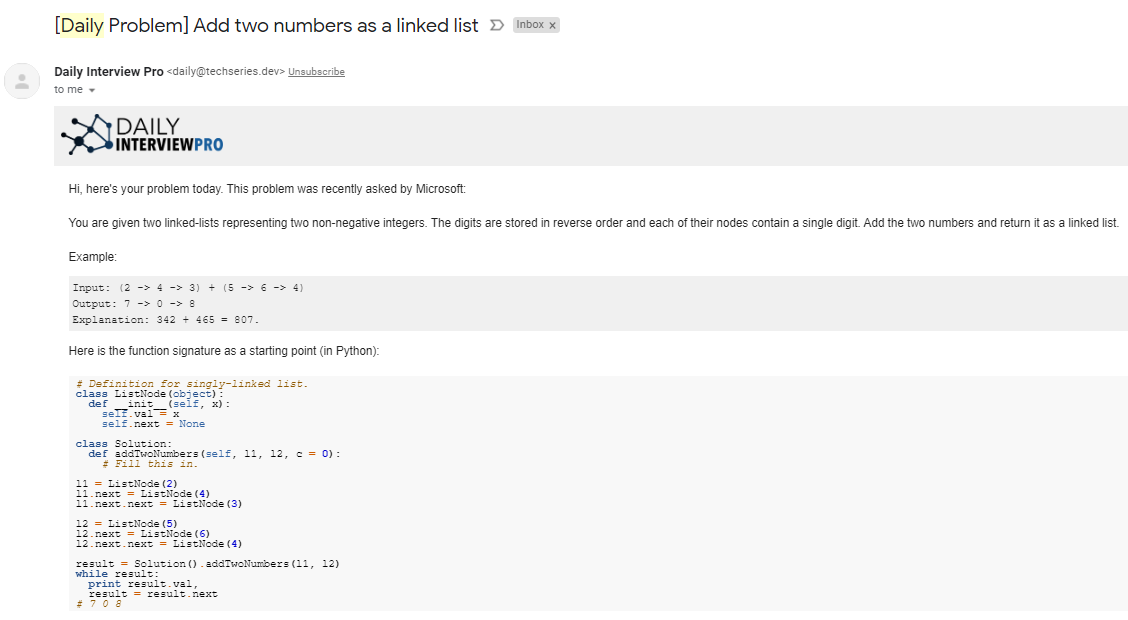 [Daily Problem] Add two numbers as a linked list Inbox x
Daily Interview Pro <daily@techseries.dev> Unsubscribe
to me
DAILY
INTERVIEWPRO
Hi, here's your problem today. This problem was recently asked by Microsoft:
You are given two linked-lists representing two non-negative integers. The digits are stored in reverse order and each of their nodes contain a single digit. Add the two numbers and return it as a linked list.
Example:
Input: (2 -> 4 -> 3) + (5 -> 6 -> 4)
Output: 7 -> 0 -> 8
Explanation: 342 + 465 = 807.
Here is the function signature as a starting point (in Python):
# Definition for singly-linked list.
class ListNode(object):
  def __init__(self, x):
    self.val = x
    self.next = None
class Solution:
  def addTwoNumbers(self, l1, l2, c = 0):
    # Fill this in.
l1 = ListNode(2)
l1.next = ListNode(4)
l1.next.next = ListNode(3)
l2 = ListNode(5)
l2.next = ListNode(6)
l2.next.next = ListNode(4)
result = Solution().addTwoNumbers(l1, l2)
while result:
  print result.val,
  result = result.next
# 7 0 8